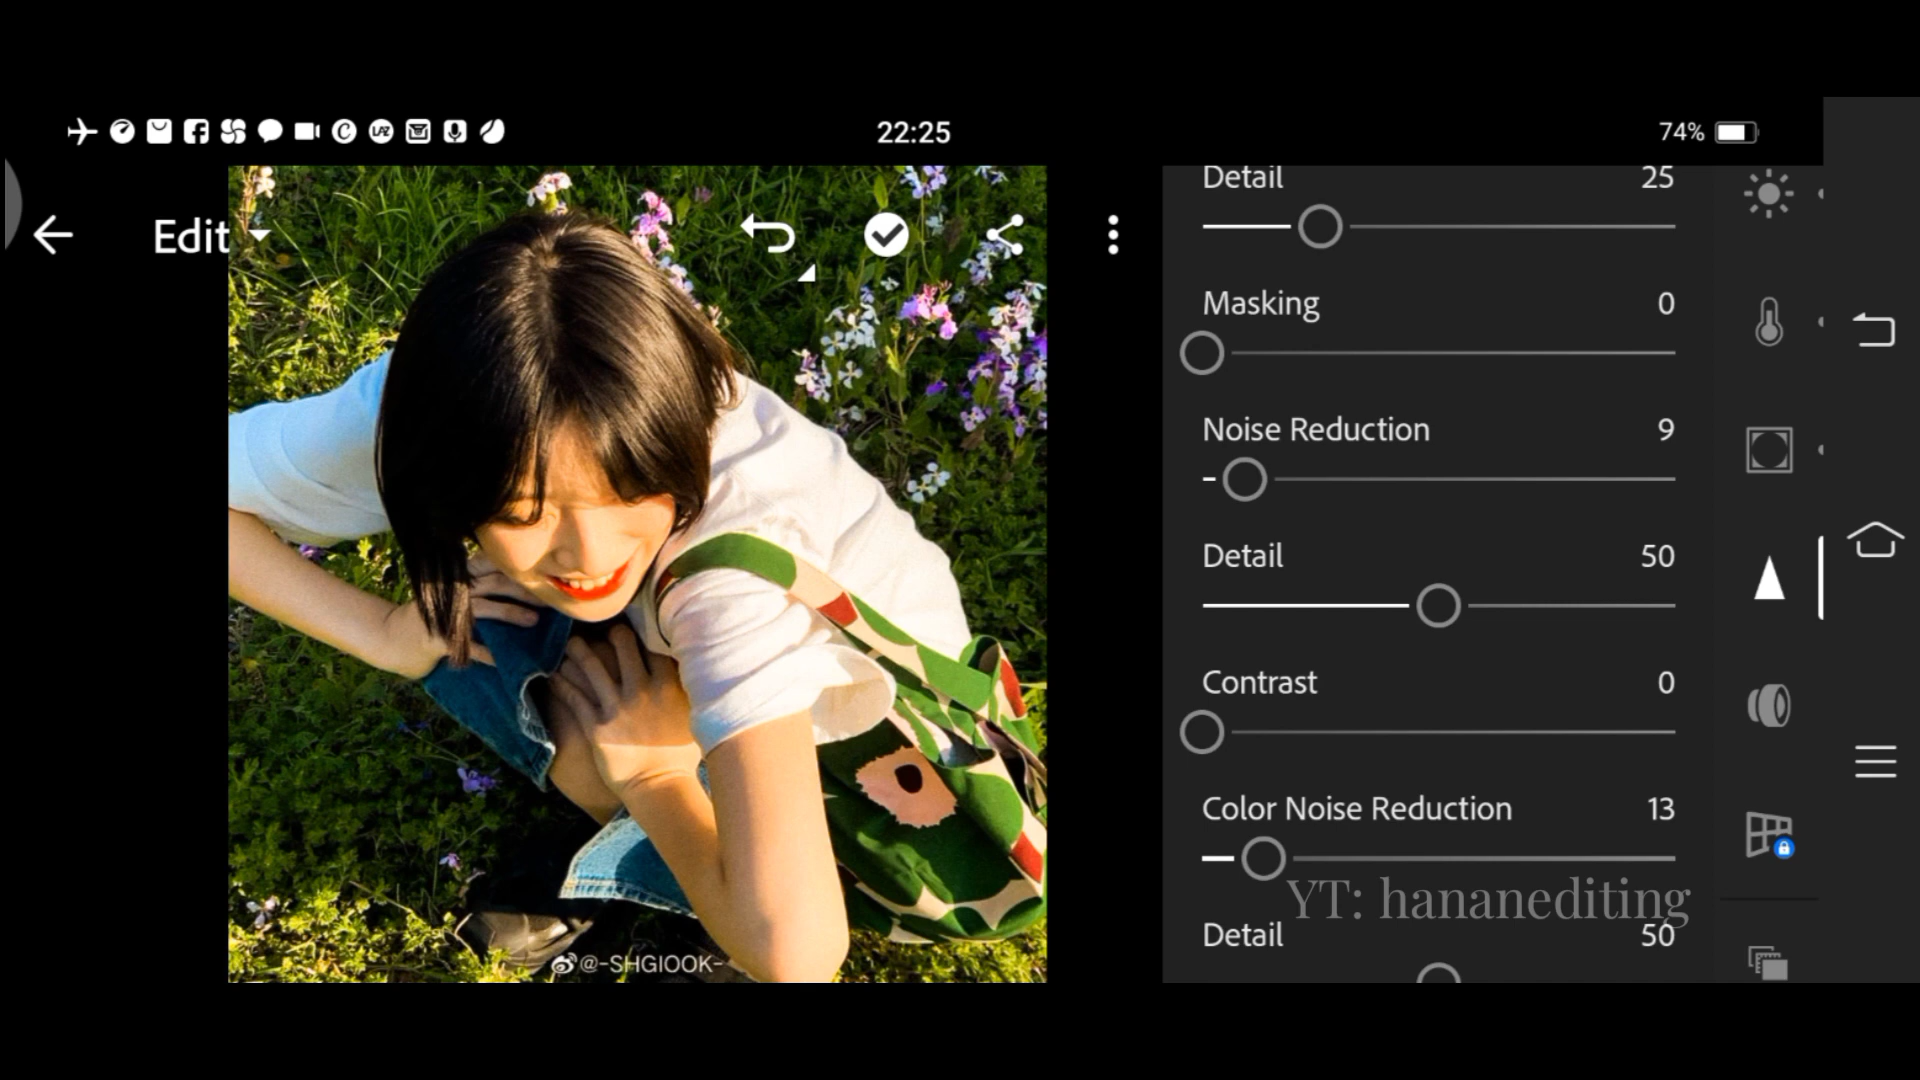 22:25
74%
Edit
Detail 25
Masking 0
Noise Reduction 9
Detail 50
Contrast 0
Color Noise Reduction 13
YT: hananediting
Detail 50
@-SHGIOOK-